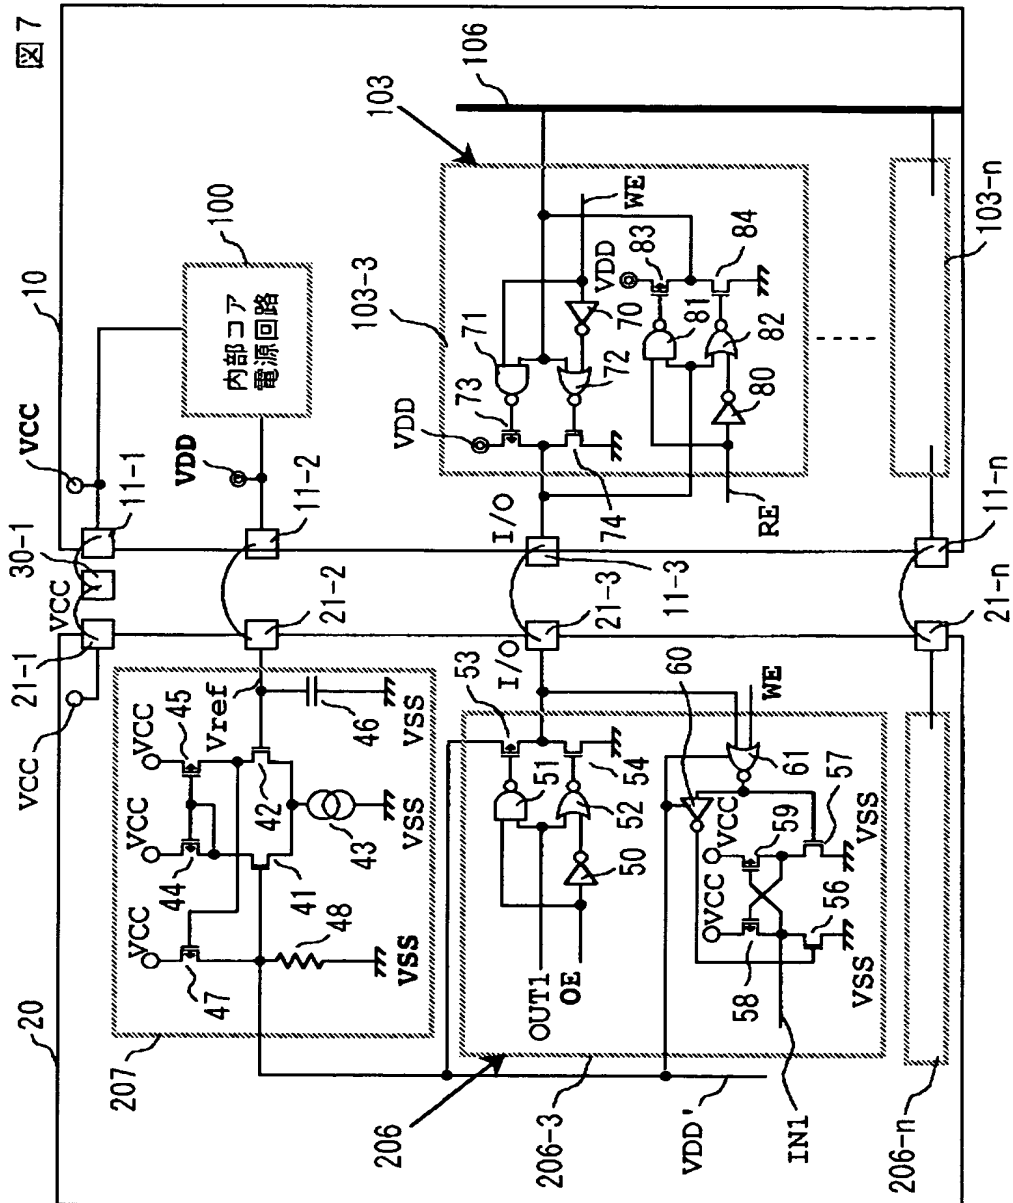 図7
20
VCC
VCC
30-1
VCC
10
21-1
11-1
207
VCC
VCC
VCC
47
44
45
Vref
41
42
43
46
48
VSS
VSS
VSS
21-2
VDD
11-2
内部コア
電源回路
100
206
206-3
OUT1
OE
50
51
52
53
54
I/O
21-3
I/O
11-3
VDD'
IN1
VCC
VCC
58
59
56
57
VSS
VSS
60
61
WE
103
103-3
VDD
73
71
74
72
70
WE
RE
80
VDD
83
81
82
84
106
206-n
21-n
11-n
103-n